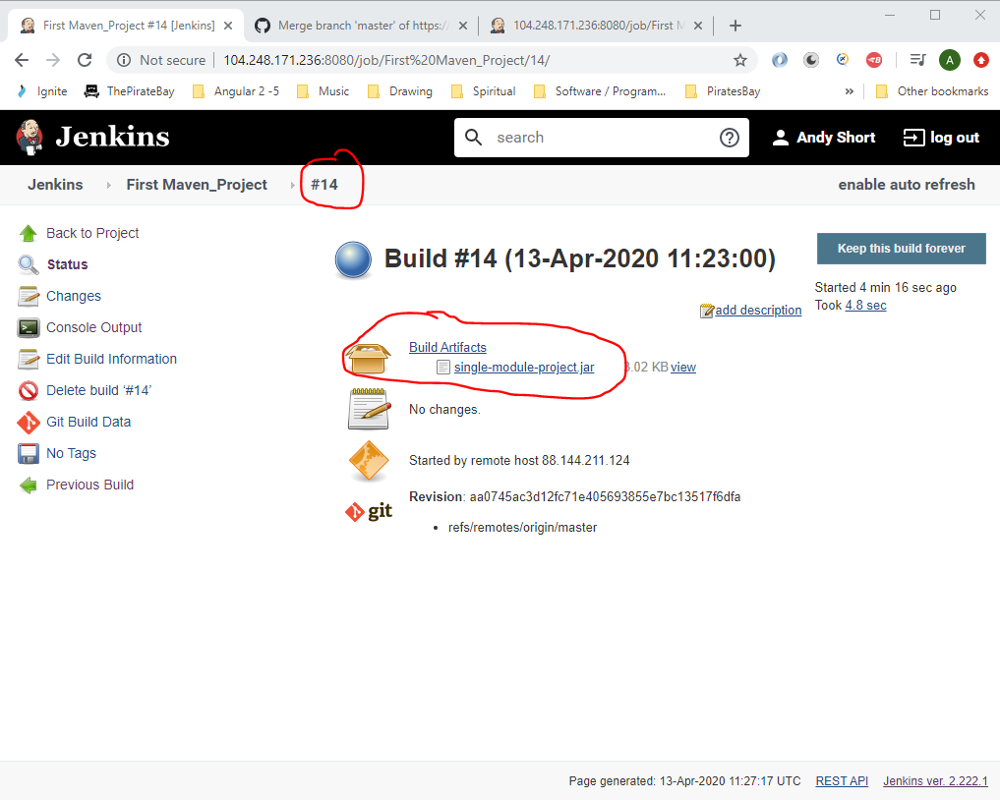 First Maven_Project #14 [Jenkins]
Merge branch 'master' of https:/
104.248.171.236:8080/job/First M
Not secure
104.248.171.236:8080/job/First%20Maven_Project/14/
A
Ignite
ThePirateBay
Angular 2 -5
Music
Drawing
Spiritual
Software / Program...
PiratesBay
»
Other bookmarks
Jenkins
search
Andy Short
log out
Jenkins
First Maven_Project
#14
enable auto refresh
Back to Project
Status
Changes
Console Output
Edit Build Information
Delete build ‘#14’
Git Build Data
No Tags
Previous Build
Build #14 (13-Apr-2020 11:23:00)
Keep this build forever
Started 4 min 16 sec ago
Took 4.8 sec
add description
Build Artifacts
single-module-project.jar
.02 KB view
No changes.
Started by remote host 88.144.211.124
git
Revision: aa0745ac3d12fc71e405693855e7bc13517f6dfa
refs/remotes/origin/master
Page generated: 13-Apr-2020 11:27:17 UTC
REST API
Jenkins ver. 2.222.1